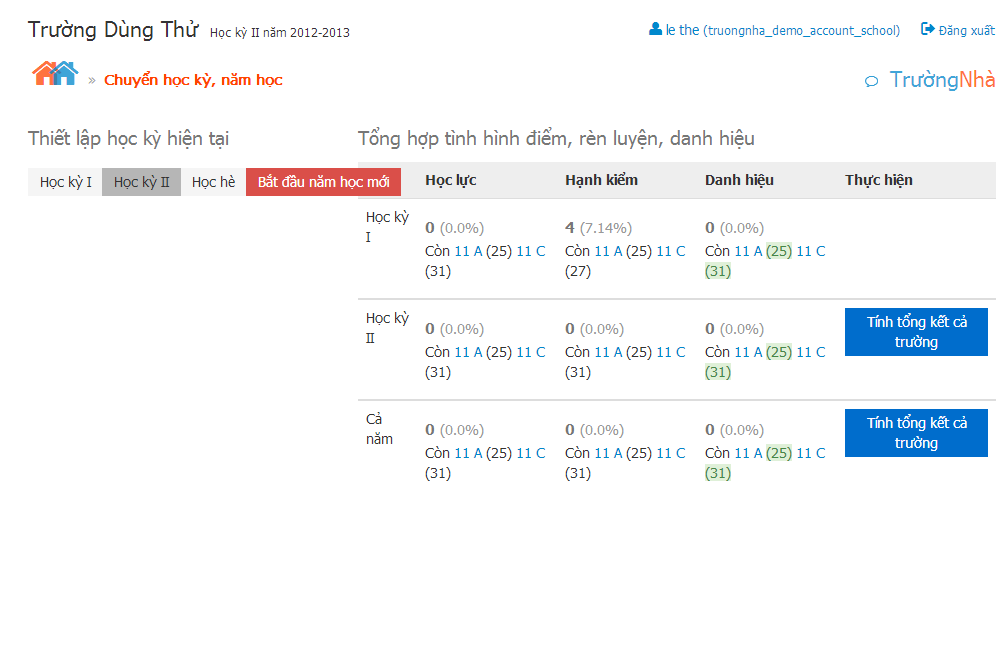 Trường Dùng Thử Học kỳ II năm 2012-2013
le the (truongnha_demo_account_school) Đăng xuất
» Chuyển học kỳ, năm học
TrườngNhà
Thiết lập học kỳ hiện tại
Học kỳ I Học kỳ II Học hè Bắt đầu năm học mới
Tổng hợp tình hình điểm, rèn luyện, danh hiệu
Học lực Hạnh kiểm Danh hiệu Thực hiện
Học kỳ
I
0 (0.0%)
Còn 11 A (25) 11 C
(31)
4 (7.14%)
Còn 11 A (25) 11 C
(27)
0 (0.0%)
Còn 11 A (25) 11 C
(31)
Học kỳ
II
0 (0.0%)
Còn 11 A (25) 11 C
(31)
0 (0.0%)
Còn 11 A (25) 11 C
(31)
0 (0.0%)
Còn 11 A (25) 11 C
(31)
Tính tổng kết cả
trường
Cả
năm
0 (0.0%)
Còn 11 A (25) 11 C
(31)
0 (0.0%)
Còn 11 A (25) 11 C
(31)
0 (0.0%)
Còn 11 A (25) 11 C
(31)
Tính tổng kết cả
trường